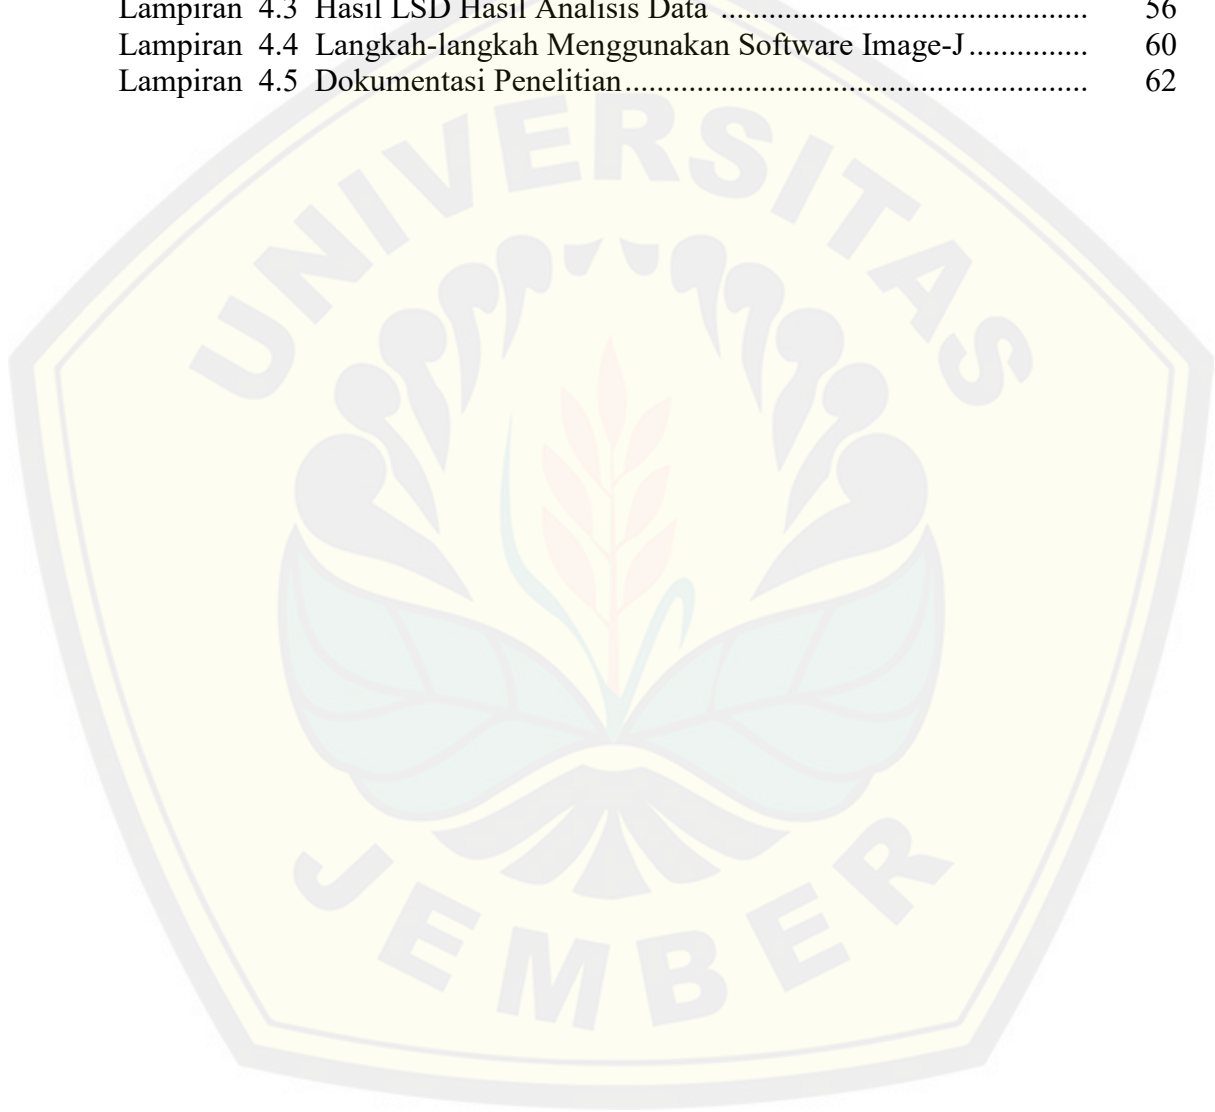 Lampiran 4.3 Hasil LSD Hasil Analisis Data ............................................. 56
Lampiran 4.4 Langkah-langkah Menggunakan Software Image-J............... 60
Lampiran 4.5 Dokumentasi Penelitian......................................................... 62
UNIVERSITAS
JEMBER